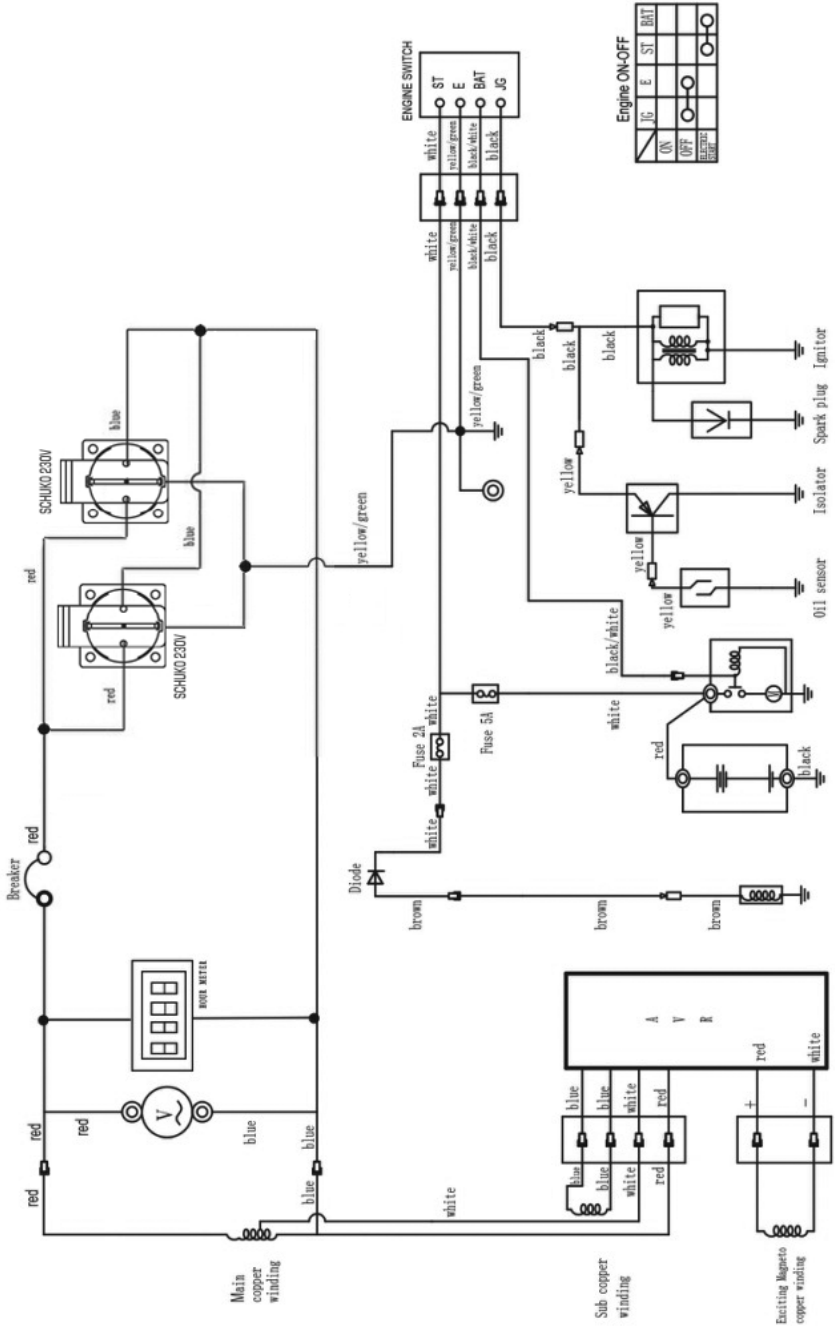 Main
copper
winding
Sub copper
winding
Exciting Magneto
copper winding
red
blue
white
blue
blue
white
red
red
red
blue
blue
V
HOUR METER
blue
blue
white
red
+
-
A V R
red
white
Breaker
red
brown
brown
brown
Diode
white
white
Fuse 2A
white
Fuse 5A
white
red
black
M
black/white
red
SCHUKO 230V
red
blue
SCHUKO 230V
blue
yellow/green
yellow/green
yellow
yellow
yellow
black
black
black
Oil sensor
Isolator
Spark plug
Ignitor
white
yellow/green
black/white
black
white
yellow/green
black/white
black
ENGINE SWITCH
ST
E
BAT
JG
Engine ON-OFF
JG E ST BAT
ON
OFF
ELECTRIC
START